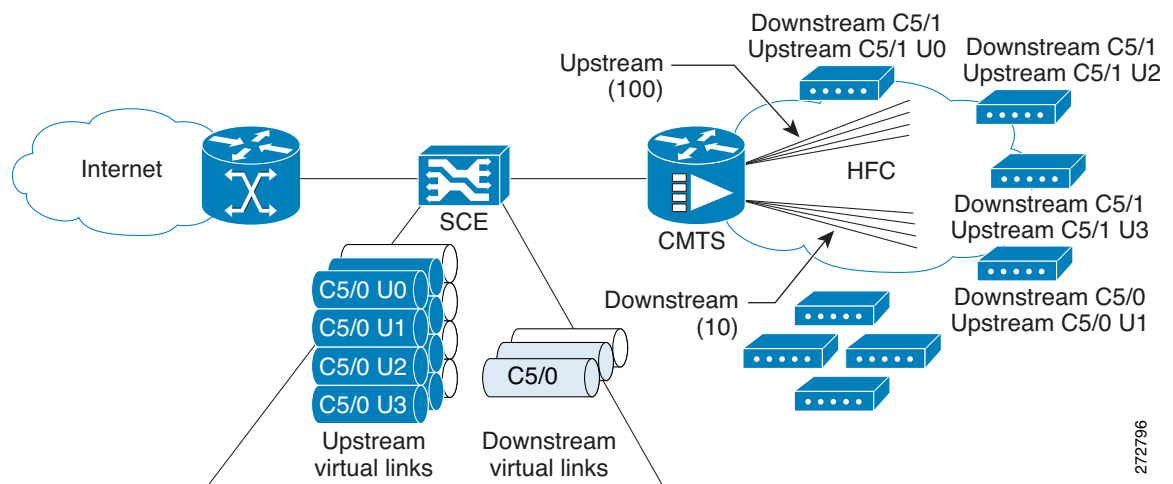 Downstream C5/1
Upstream C5/1 U0
Downstream C5/1
Upstream C5/1 U2
Upstream
(100)
Internet
HFC
SCE
CMTS
Downstream C5/1
Upstream C5/1 U3
C5/0 U0
C5/0 U1
C5/0 U2
C5/0 U3
C5/0
Downstream
(10)
Downstream C5/0
Upstream C5/0 U1
Upstream
virtual links
Downstream
virtual links
272796